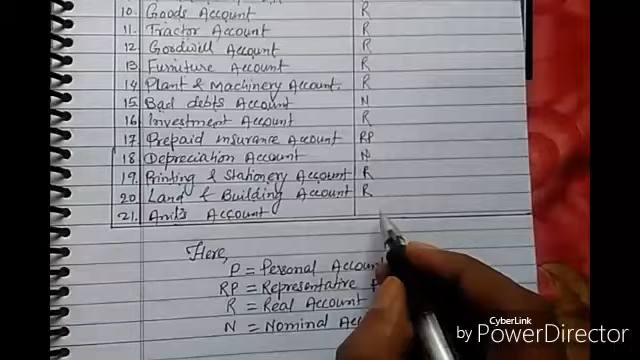 10. Goods Account R
11. Tractor Account R
12 Goodwill Account R
13 Furniture Account R
14 Plant & Machinery Account. R
15 Bad debts Account N
16 Investment Account R
17. Prepaid insurance Account RP
18 Depreciation Account N
19. Printing & Stationery Account R
20 Land & Building Account R
21. Anita Account
Here,
P = Personal Account
RP = Representative
R = Real Account
N = Nominal Acc
CyberLink
by PowerDirector